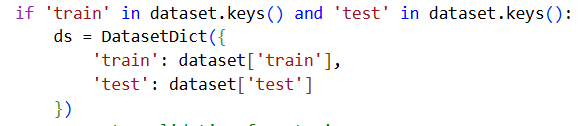 if 'train' in dataset.keys() and 'test' in dataset.keys():
ds = DatasetDict({
'train': dataset['train'],
'test': dataset['test']
})